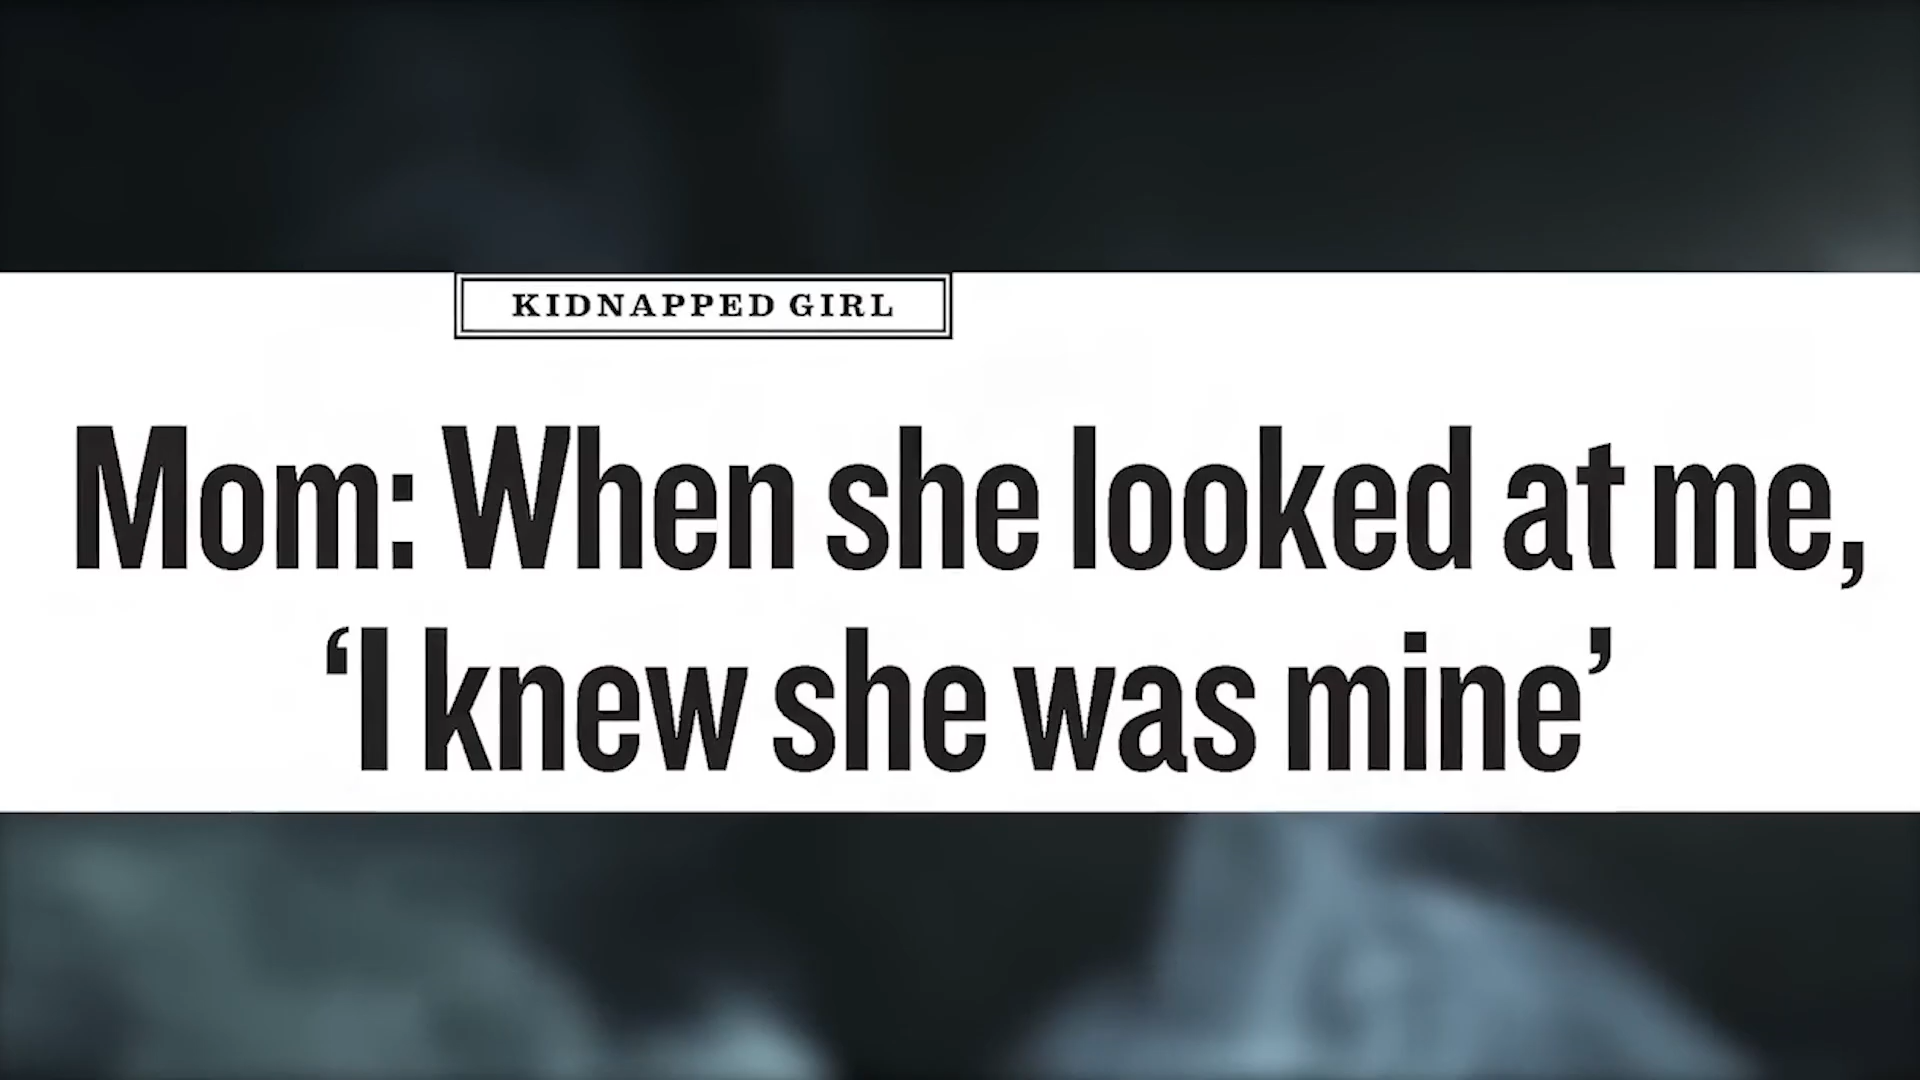 KIDNAPPED GIRL
Mom: When she looked at me,
‘I knew she was mine’